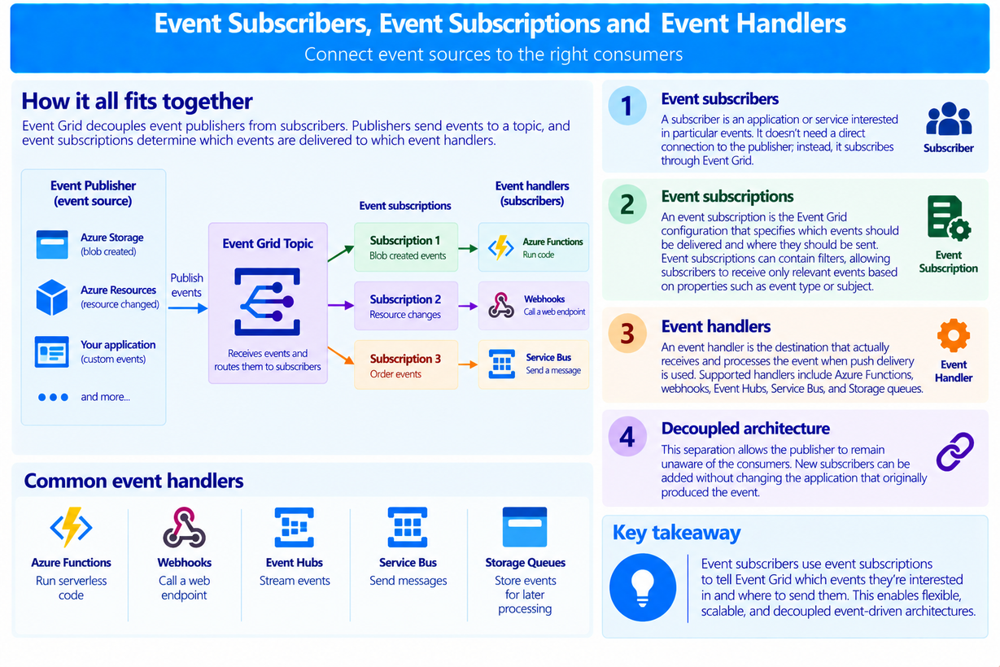 Event Subscribers, Event Subscriptions and Event Handlers
Connect event sources to the right consumers
How it all fits together
Event Grid decouples event publishers from subscribers. Publishers send events to a topic, and
event subscriptions determine which events are delivered to which event handlers.
Event Publisher
(event source)
Azure Storage
(blob created)
Azure Resources
(resource changed)
Your application
(custom events)
and more...
Publish
events
Event Grid Topic
Receives events and
routes them to subscribers
Event subscriptions
Subscription 1
Blob created events
Subscription 2
Resource changes
Subscription 3
Order events
Event handlers
(subscribers)
Azure Functions
Run code
Webhooks
Call a web endpoint
Service Bus
Send a message
Common event handlers
Azure Functions
Run serverless
code
Webhooks
Call a web
endpoint
Event Hubs
Stream events
Service Bus
Send messages
Storage Queues
Store events
for later
processing
1
Event subscribers
A subscriber is an application or service interested
in particular events. It doesn't need a direct
connection to the publisher; instead, it subscribes
through Event Grid.
Subscriber
2
Event subscriptions
An event subscription is the Event Grid
configuration that specifies which events should
be delivered and where they should be sent.
Event subscriptions can contain filters, allowing
subscribers to receive only relevant events based
on properties such as event type or subject.
Event
Subscription
3
Event handlers
An event handler is the destination that actually
receives and processes the event when push delivery
is used. Supported handlers include Azure Functions,
webhooks, Event Hubs, Service Bus, and Storage queues.
Event
Handler
4
Decoupled architecture
This separation allows the publisher to remain
unaware of the consumers. New subscribers can be
added without changing the application that originally
produced the event.
Key takeaway
Event subscribers use event subscriptions
to tell Event Grid which events they're interested
in and where to send them. This enables flexible,
scalable, and decoupled event-driven architectures.